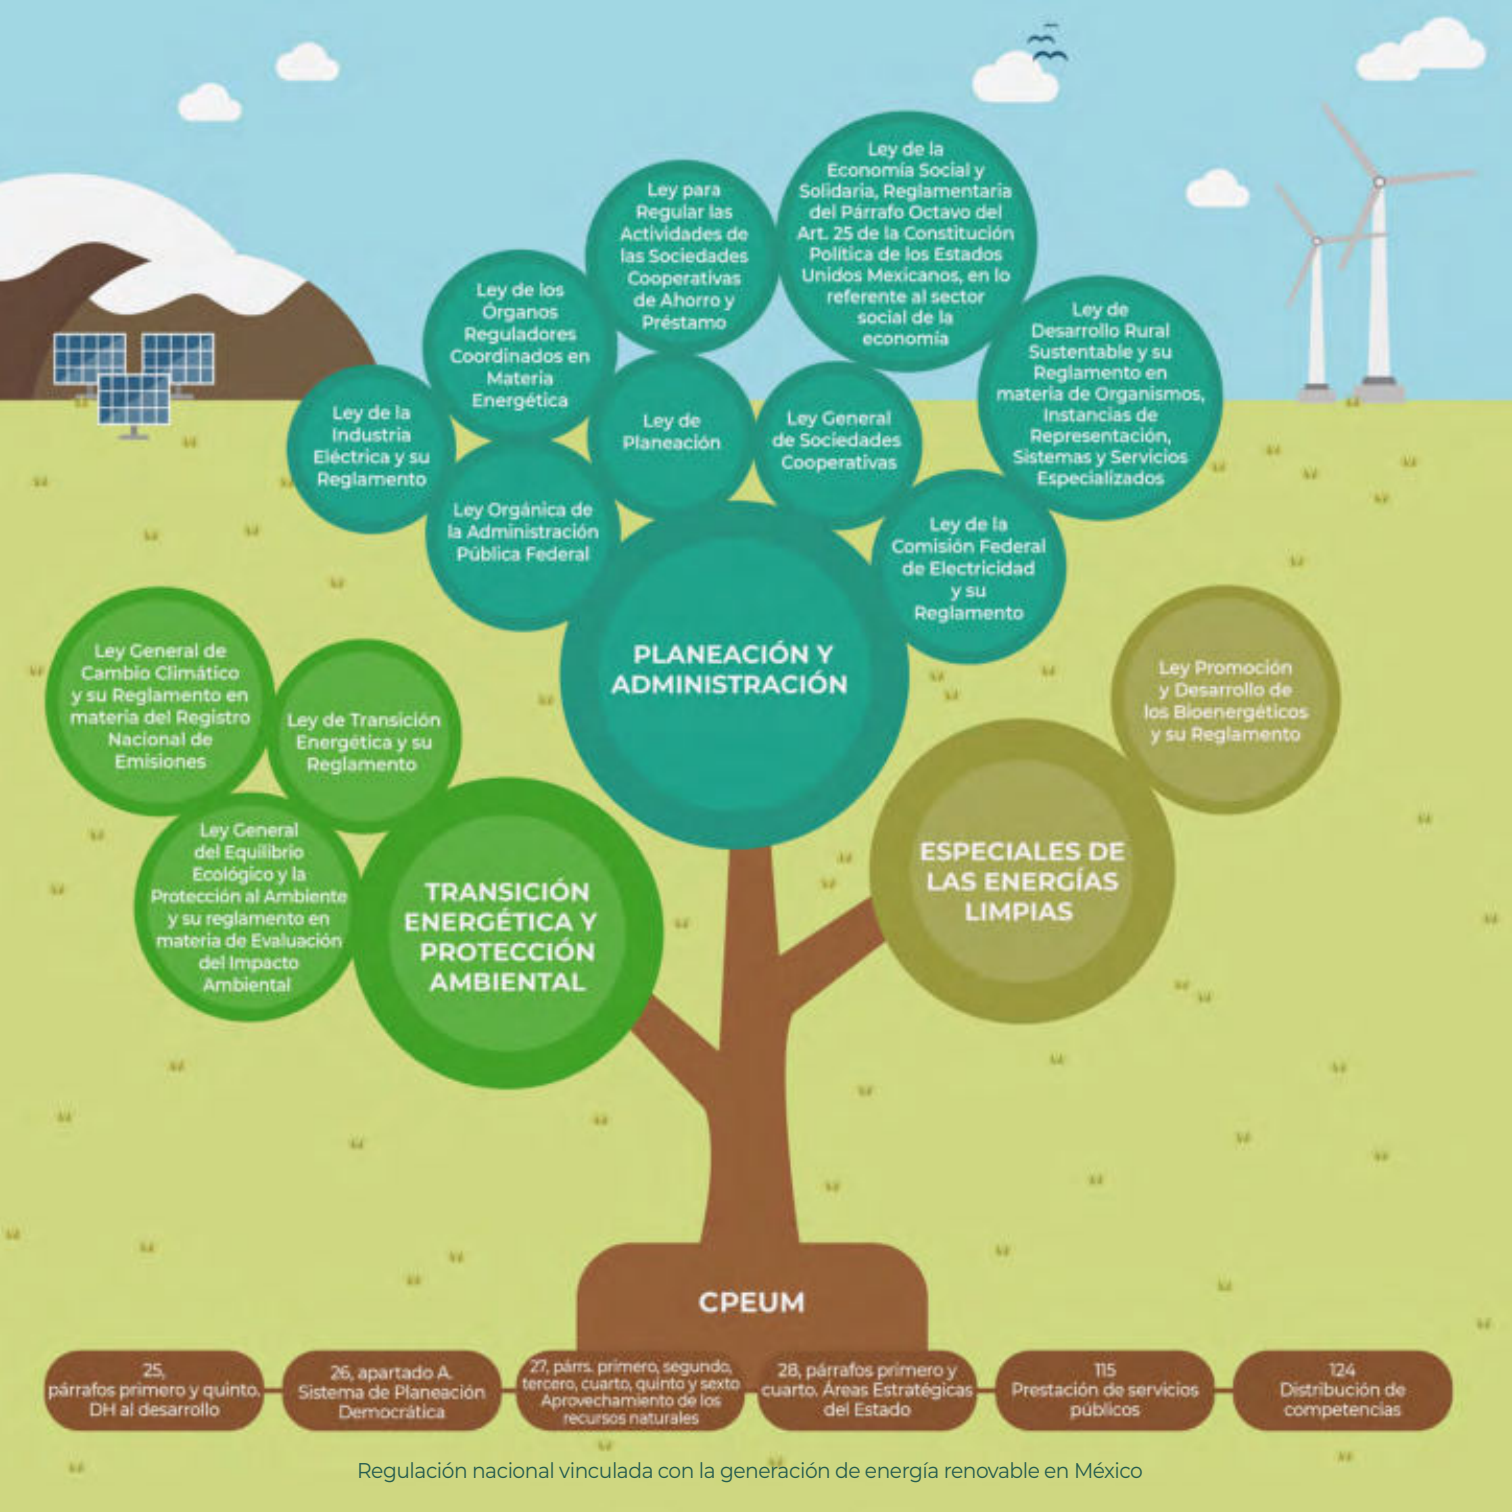 Ley de la
Economía Social y
Solidaria, Reglamentaria
del Párrafo Octavo del
Art. 25 de la Constitución
Política de los Estados
Unidos Mexicanos, en lo
referente al sector
social de la
economía
Ley para
Regular las
Actividades de
las Sociedades
Cooperativas
de Ahorro y
Préstamo
Ley de los
Órganos
Reguladores
Coordinados en
Materia
Energética
Ley de
Desarrollo Rural
Sustentable y su
Reglamento en
materia de Organismos,
Instancias de
Representación,
Sistemas y Servicios
Especializados
Ley de la
Industria
Eléctrica y su
Reglamento
Ley de
Planeación
Ley General
de Sociedades
Cooperativas
Ley Orgánica de
la Administración
Pública Federal
Ley de la
Comisión Federal
de Electricidad
y su
Reglamento
PLANEACIÓN Y
ADMINISTRACIÓN
Ley General de
Cambio Climático
y su Reglamento en
materia del Registro
Nacional de
Emisiones
Ley de Transición
Energética y su
Reglamento
Ley Promoción
y Desarrollo de
los Bioenergéticos
y su Reglamento
Ley General
del Equilibrio
Ecológico y la
Protección al Ambiente
y su reglamento en
materia de Evaluación
del Impacto
Ambiental
TRANSICIÓN
ENERGÉTICA Y
PROTECCIÓN
AMBIENTAL
ESPECIALES DE
LAS ENERGÍAS
LIMPIAS
CPEUM
25,
párrafos primero y quinto.
DH al desarrollo
26, apartado A.
Sistema de Planeación
Democrática
27, párrs. primero, segundo,
tercero, cuarto, quinto y sexto
Aprovechamiento de los
recursos naturales
28, párrafos primero y
cuarto. Áreas Estratégicas
del Estado
115
Prestación de servicios
públicos
124
Distribución de
competencias
Regulación nacional vinculada con la generación de energía renovable en México